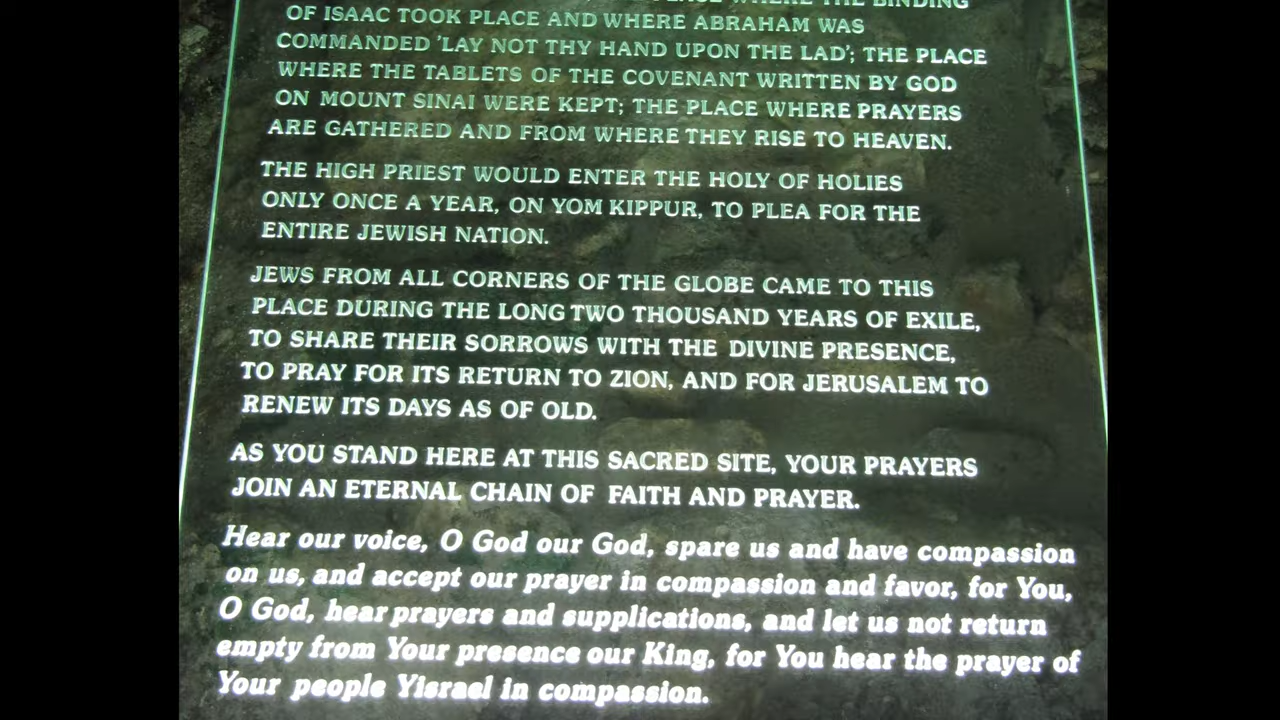 WHERE THE BINDING
OF ISAAC TOOK PLACE AND WHERE ABRAHAM WAS
COMMANDED 'LAY NOT THY HAND UPON THE LAD'; THE PLACE
WHERE THE TABLETS OF THE COVENANT WRITTEN BY GOD
ON MOUNT SINAI WERE KEPT; THE PLACE WHERE PRAYERS
ARE GATHERED AND FROM WHERE THEY RISE TO HEAVEN.
THE HIGH PRIEST WOULD ENTER THE HOLY OF HOLIES
ONLY ONCE A YEAR, ON YOM KIPPUR, TO PLEA FOR THE
ENTIRE JEWISH NATION.
JEWS FROM ALL CORNERS OF THE GLOBE CAME TO THIS
PLACE DURING THE LONG TWO THOUSAND YEARS OF EXILE,
TO SHARE THEIR SORROWS WITH THE DIVINE PRESENCE,
TO PRAY FOR ITS RETURN TO ZION, AND FOR JERUSALEM TO
RENEW ITS DAYS AS OF OLD.
AS YOU STAND HERE AT THIS SACRED SITE, YOUR PRAYERS
JOIN AN ETERNAL CHAIN OF FAITH AND PRAYER.
Hear our voice, O God our God, spare us and have compassion
on us, and accept our prayer in compassion and favor, for You,
O God, hear prayers and supplications, and let us not return
empty from Your presence our King, for You hear the prayer of
Your people Yisrael in compassion.